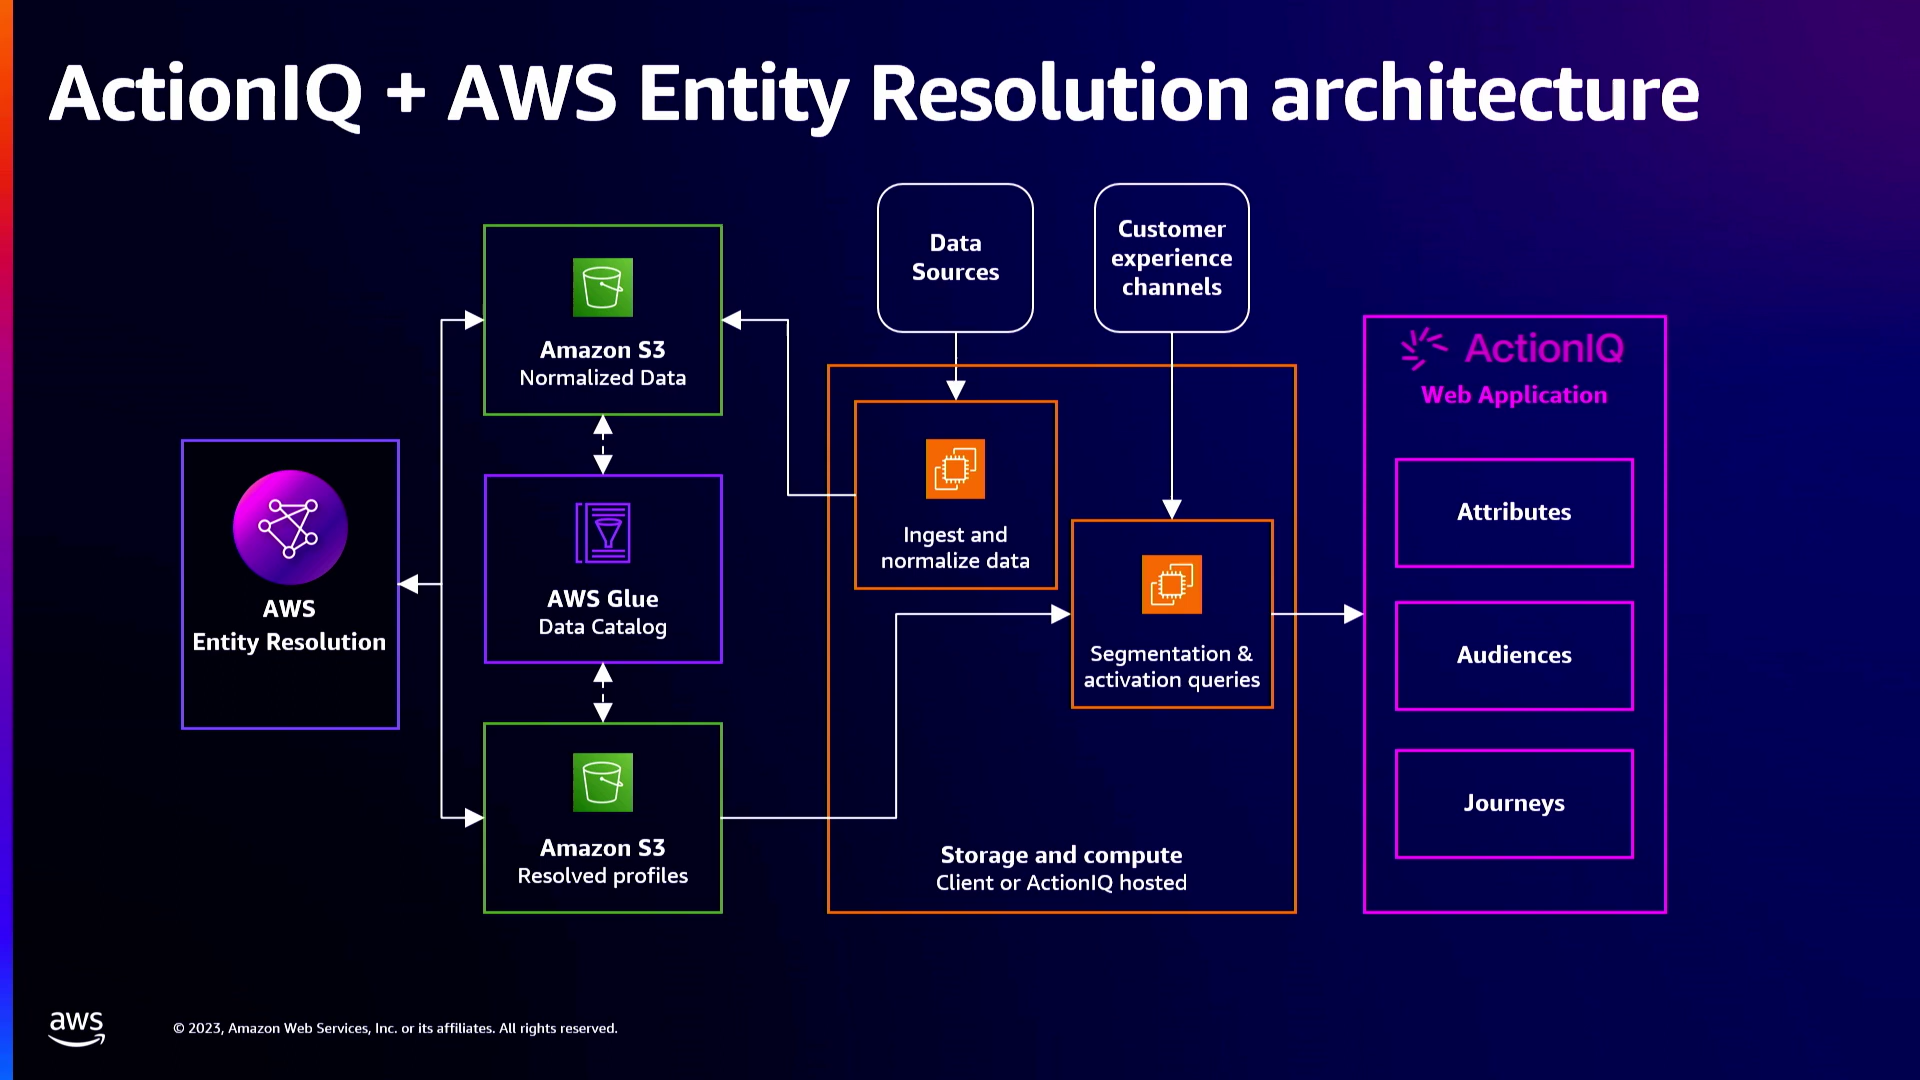 ActionIQ + AWS Entity Resolution architecture
Data
Sources
Customer
experience
channels
Amazon S3
Normalized Data
ActionIQ
Web Application
Ingest and
normalize data
Attributes
AWS
Entity Resolution
AWS Glue
Data Catalog
Segmentation &
activation queries
Audiences
Journeys
Amazon S3
Resolved profiles
Storage and compute
Client or ActionIQ hosted
aws
© 2023, Amazon Web Services, Inc. or its affiliates. All rights reserved.